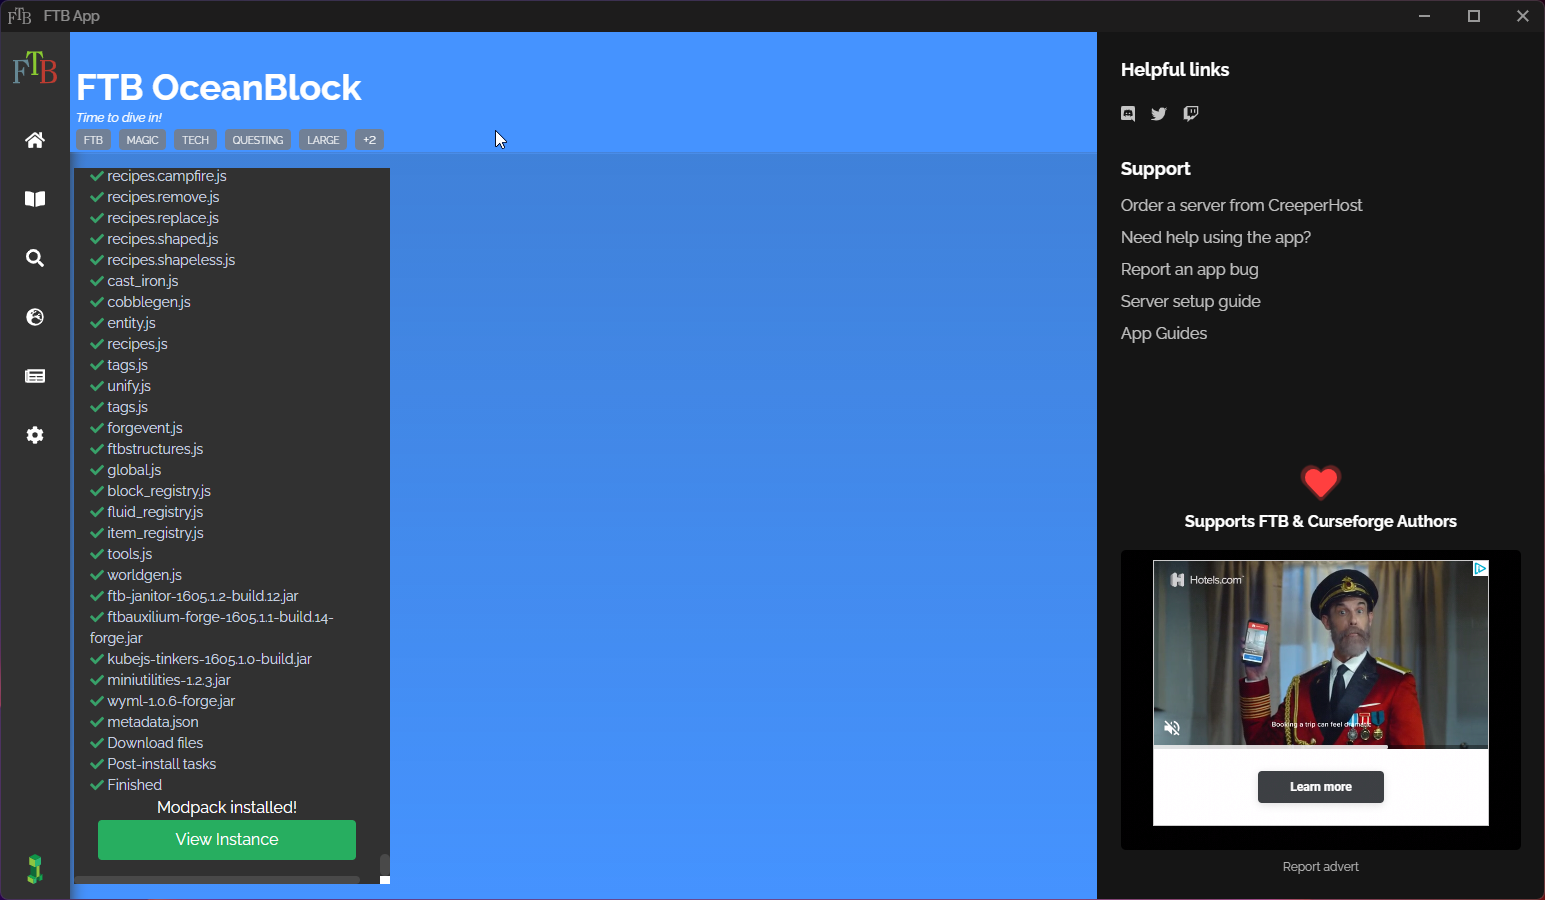 FTB FTB App
FTB
FTB OceanBlock
Time to dive in!
FTB MAGIC TECH QUESTING LARGE +2
recipes.campfire.js
recipes.remove.js
recipes.replace.js
recipes.shaped.js
recipes.shapeless.js
cast_iron.js
cobblegen.js
entity.js
recipes.js
tags.js
unify.js
tags.js
forgevent.js
ftbstructures.js
global.js
block_registry.js
fluid_registry.js
item_registry.js
tools.js
worldgen.js
ftb-janitor-1605.1.2-build.12.jar
ftbauxilium-forge-1605.1.1-build.14-
forge.jar
kubejs-tinkers-1605.1.0-build.jar
miniutilities-1.2.3.jar
wyml-1.0.6-forge.jar
metadata.json
Download files
Post-install tasks
Finished
Modpack installed!
View Instance
Helpful links
Support
Order a server from CreeperHost
Need help using the app?
Report an app bug
Server setup guide
App Guides
Supports FTB & Curseforge Authors
Hotels.com
Booking a trip can feel dramatic
Learn more
Report advert